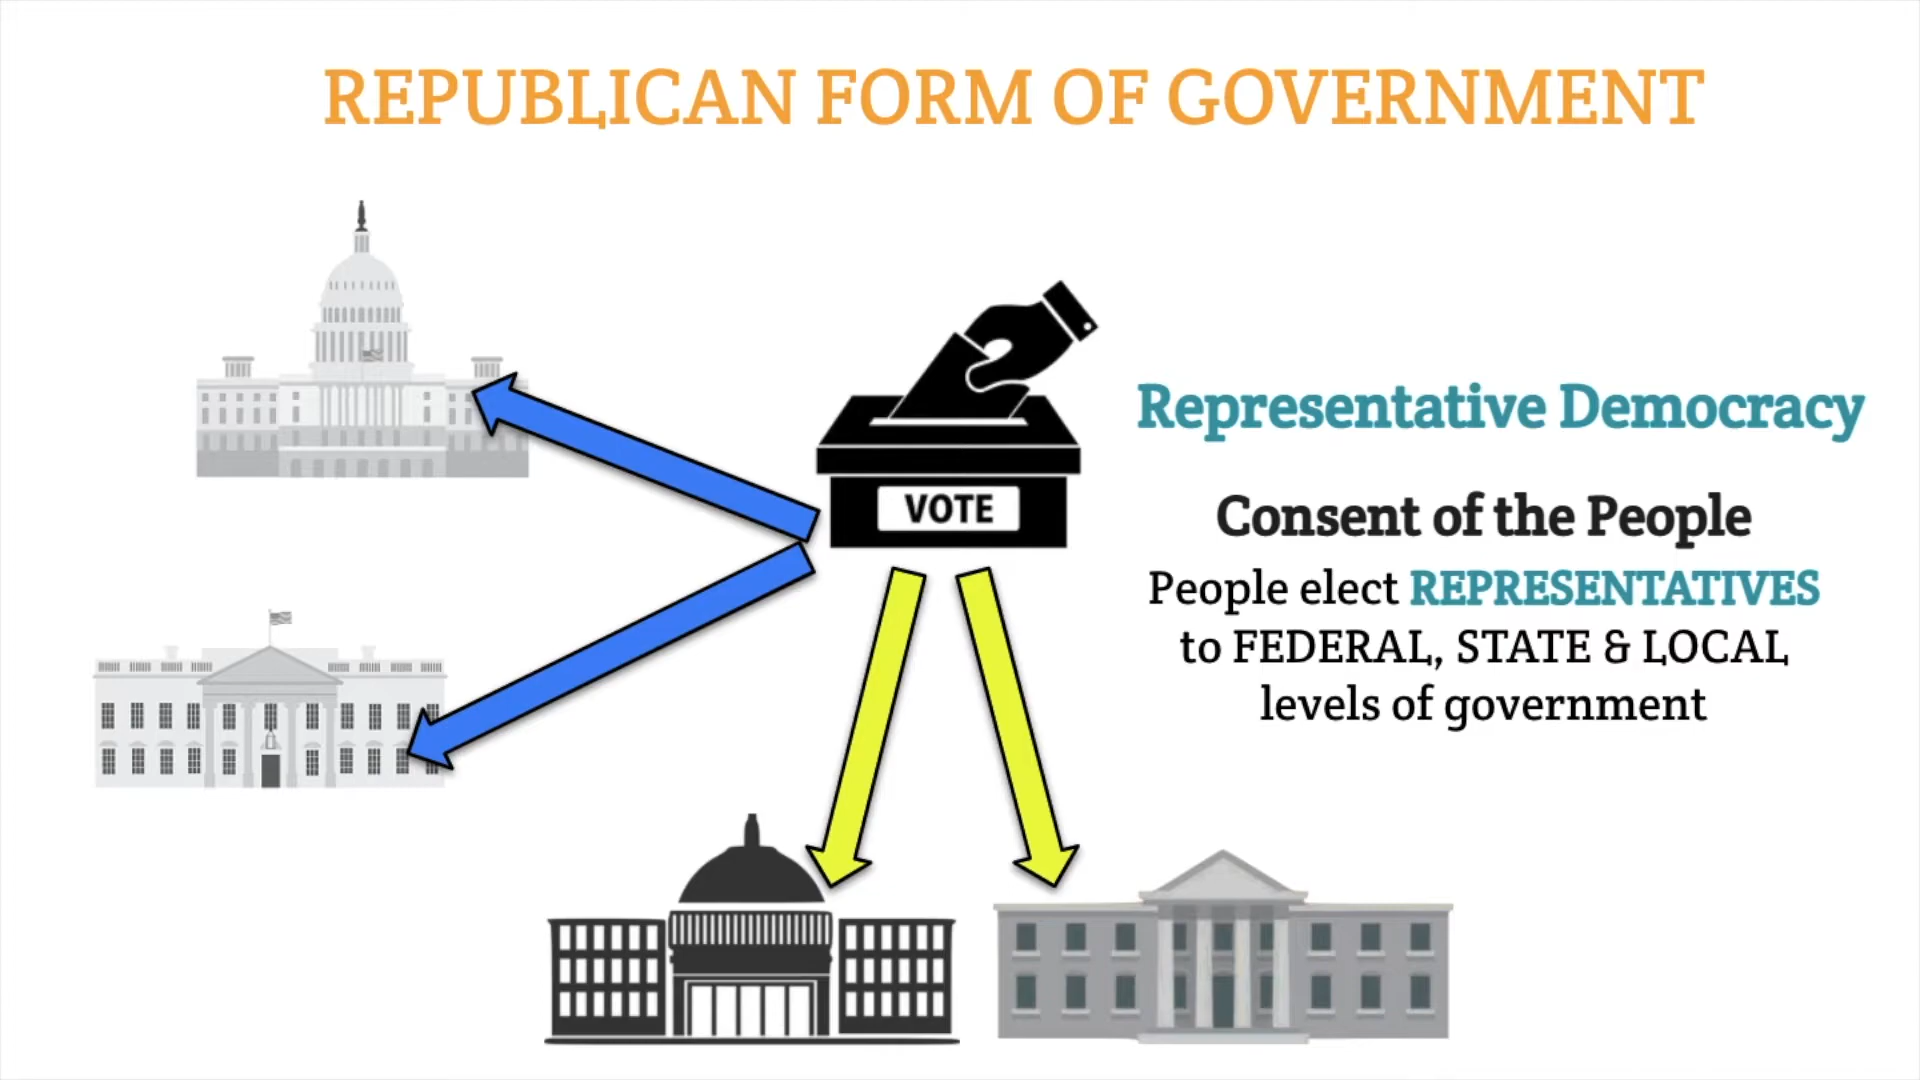 REPUBLICAN FORM OF GOVERNMENT
VOTE
Representative Democracy
Consent of the People
People elect REPRESENTATIVES
to FEDERAL, STATE & LOCAL
levels of government